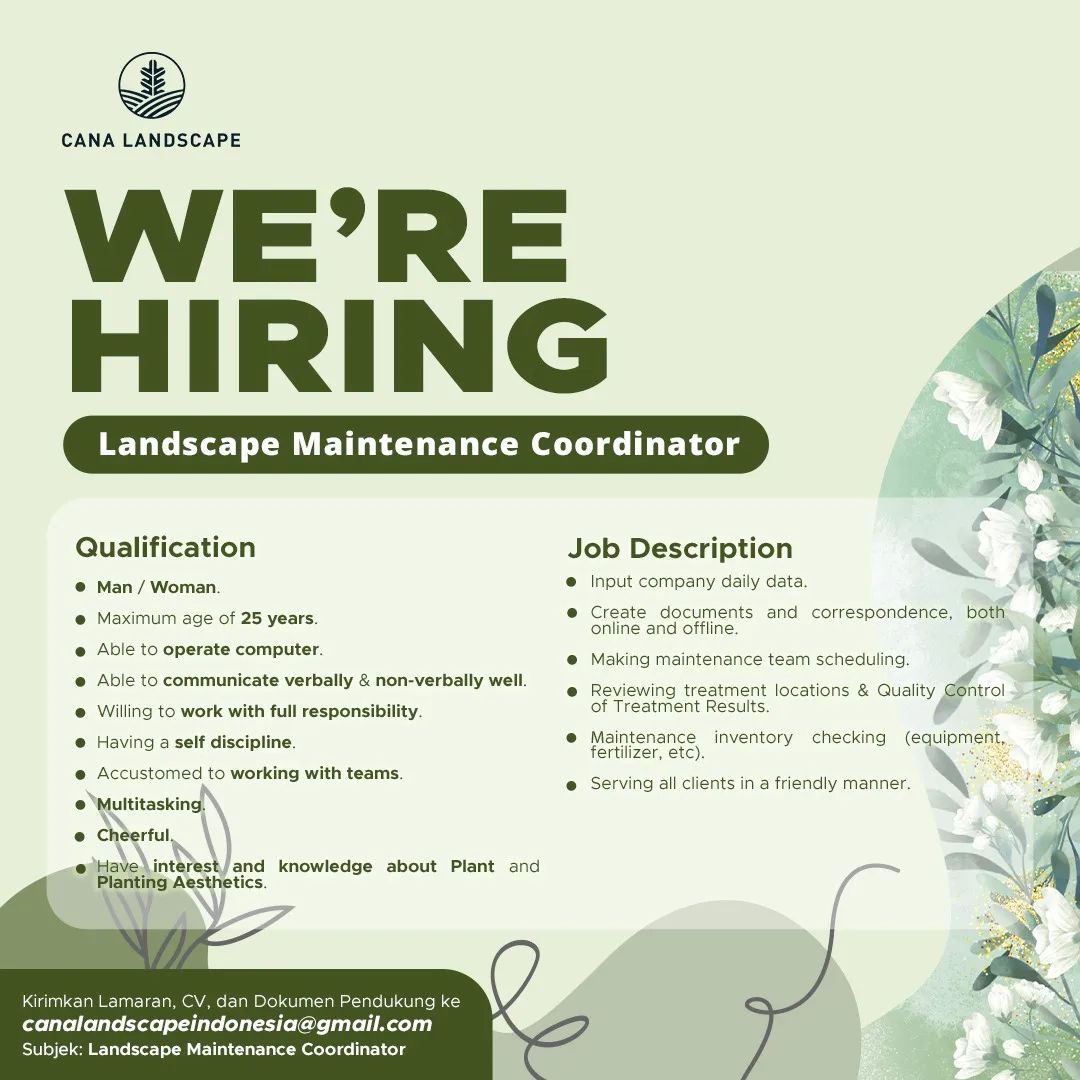 CANA LANDSCAPE
WE'RE
HIRING
Landscape Maintenance Coordinator
Qualification
• Man / Woman.
• Maximum age of 25 years.
• Able to operate computer.
• Able to communicate verbally & non-verbally well.
• Willing to work with full responsibility.
• Having a self discipline.
• Accustomed to working with teams.
• Multitasking.
• Cheerful.
• Have interest and knowledge about Plant and
Planting Aesthetics.
Job Description
• Input company daily data.
• Create documents and correspondence, both
online and offline.
• Making maintenance team scheduling.
• Reviewing treatment locations & Quality Control
of Treatment Results.
• Maintenance inventory checking (equipment,
fertilizer, etc).
• Serving all clients in a friendly manner.
Kirimkan Lamaran, CV, dan Dokumen Pendukung ke
canalandscapeindonesia@gmail.com
Subjek: Landscape Maintenance Coordinator